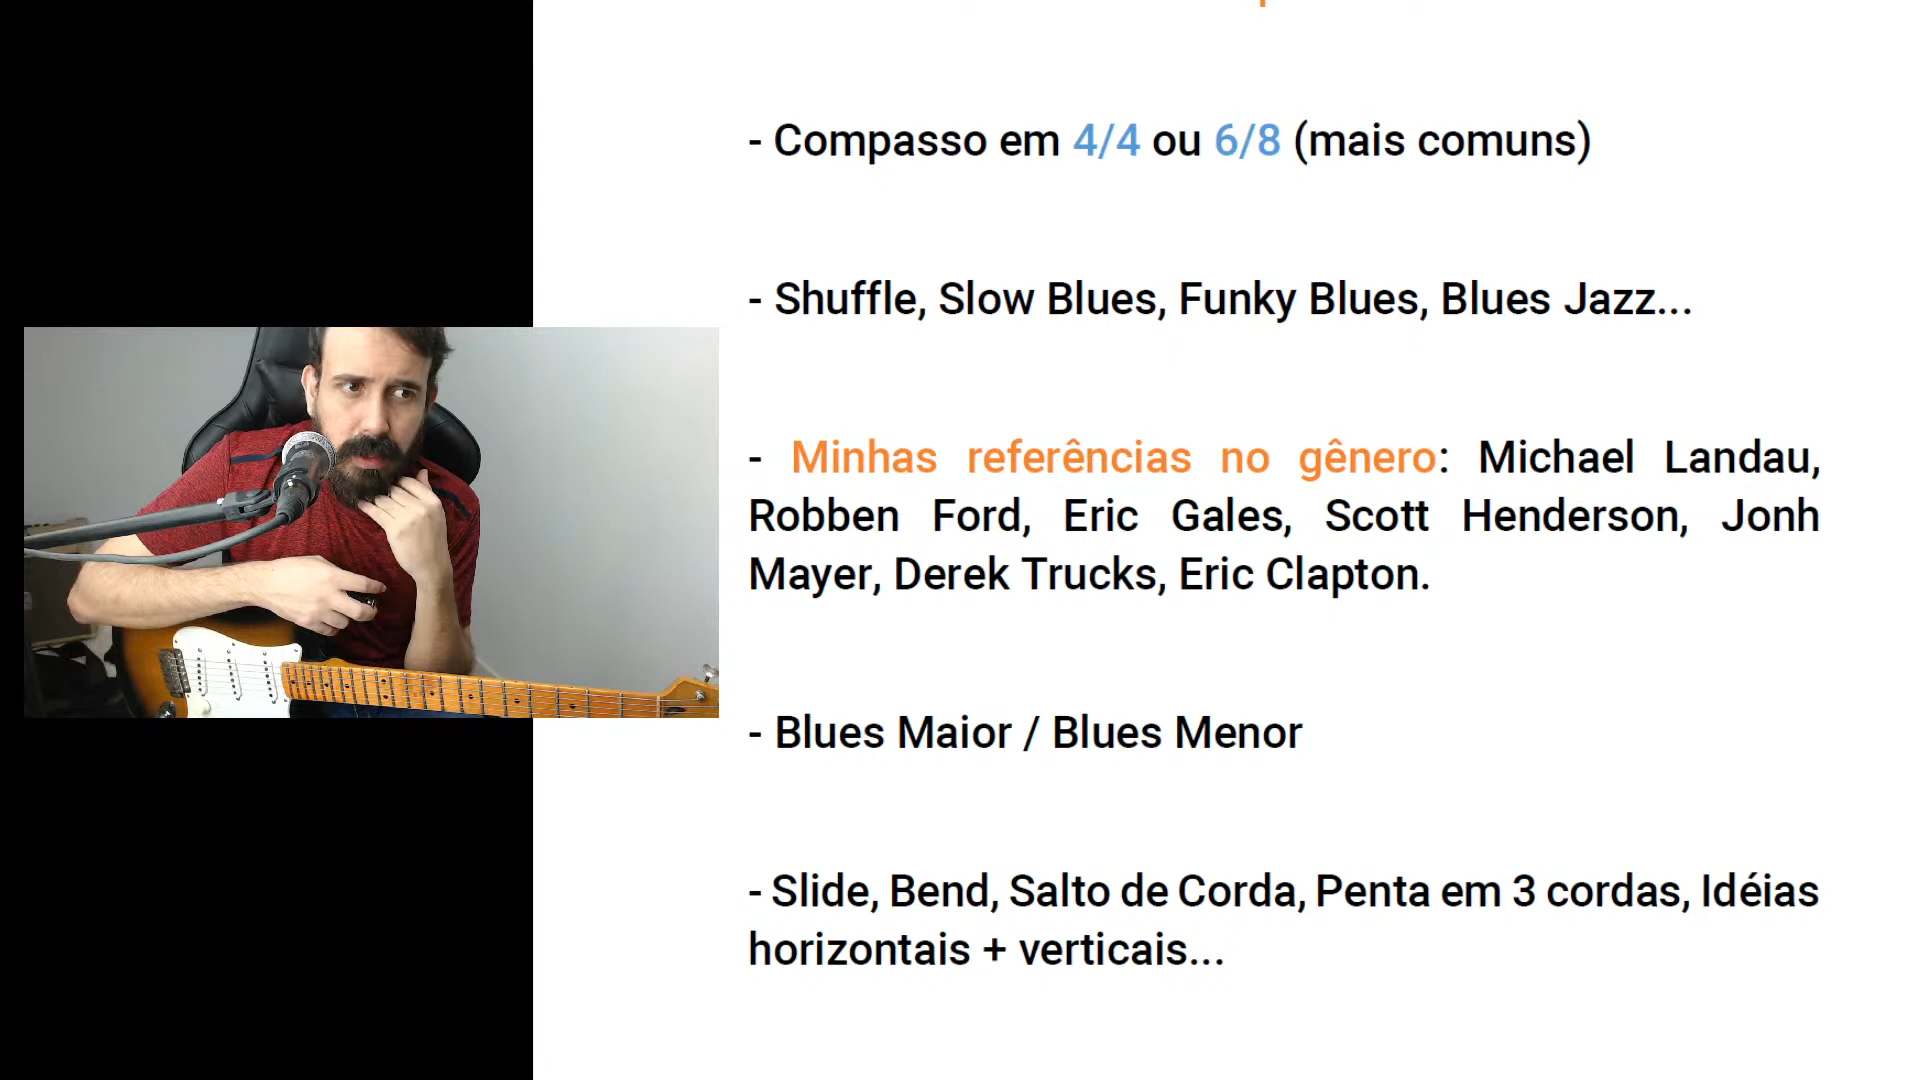 - Compasso em 4/4 ou 6/8 (mais comuns)
- Shuffle, Slow Blues, Funky Blues, Blues Jazz...
- Minhas referências no gênero: Michael Landau,
Robben Ford, Eric Gales, Scott Henderson, Jonh
Mayer, Derek Trucks, Eric Clapton.
- Blues Maior / Blues Menor
- Slide, Bend, Salto de Corda, Penta em 3 cordas, Idéias
horizontais + verticais...